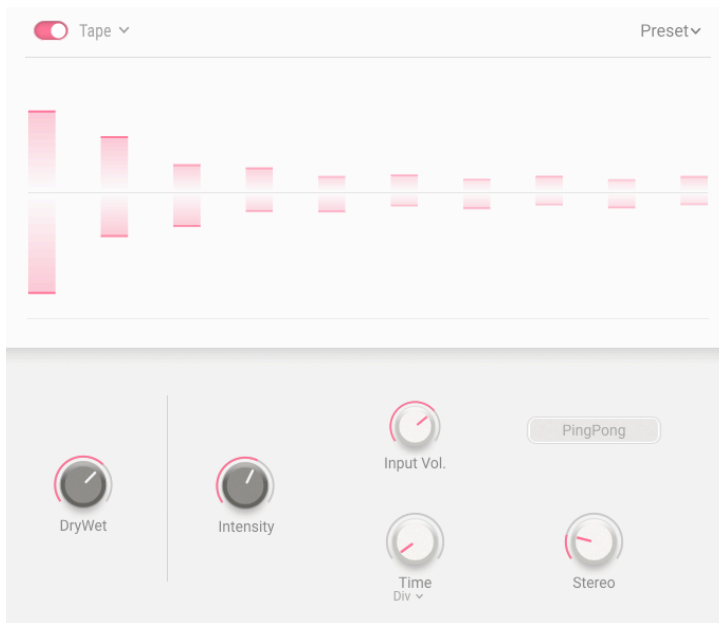 Tape
Preset
Input Vol.
PingPong
DryWet
Intensity
Time
Div
Stereo